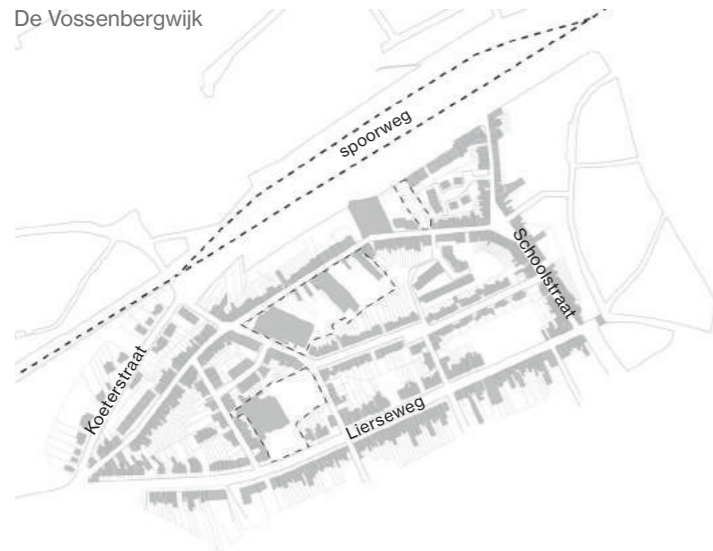 De Vossenbergwijk
spoorweg
Schoolstraat
Koeterstraat
Lierseweg